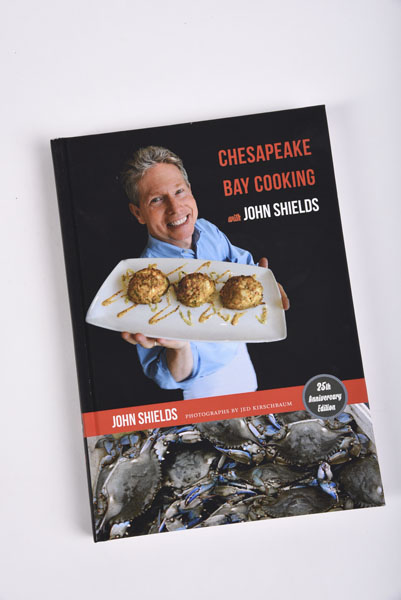 CHESAPEAKE
BAY COOKING
with JOHN SHIELDS
25th
Anniversary
Edition
JOHN SHIELDS PHOTOGRAPHS BY JED KIRSCHBAUM